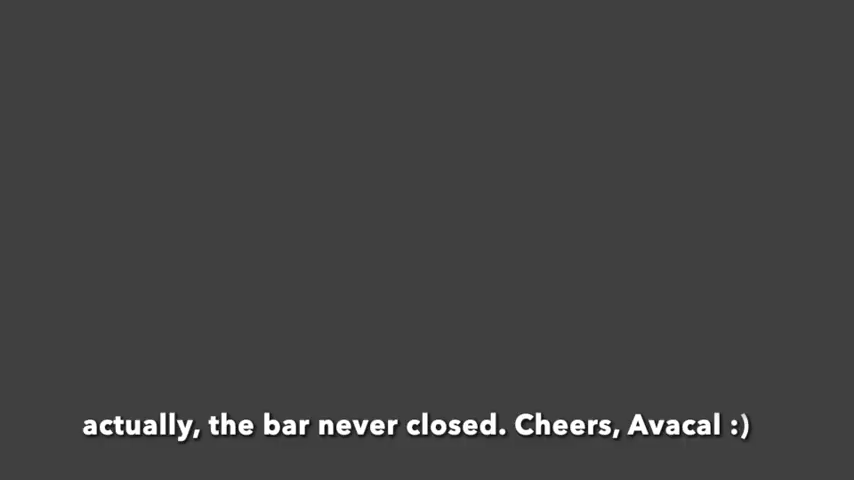 actually, the bar never closed. Cheers, Avacal :)